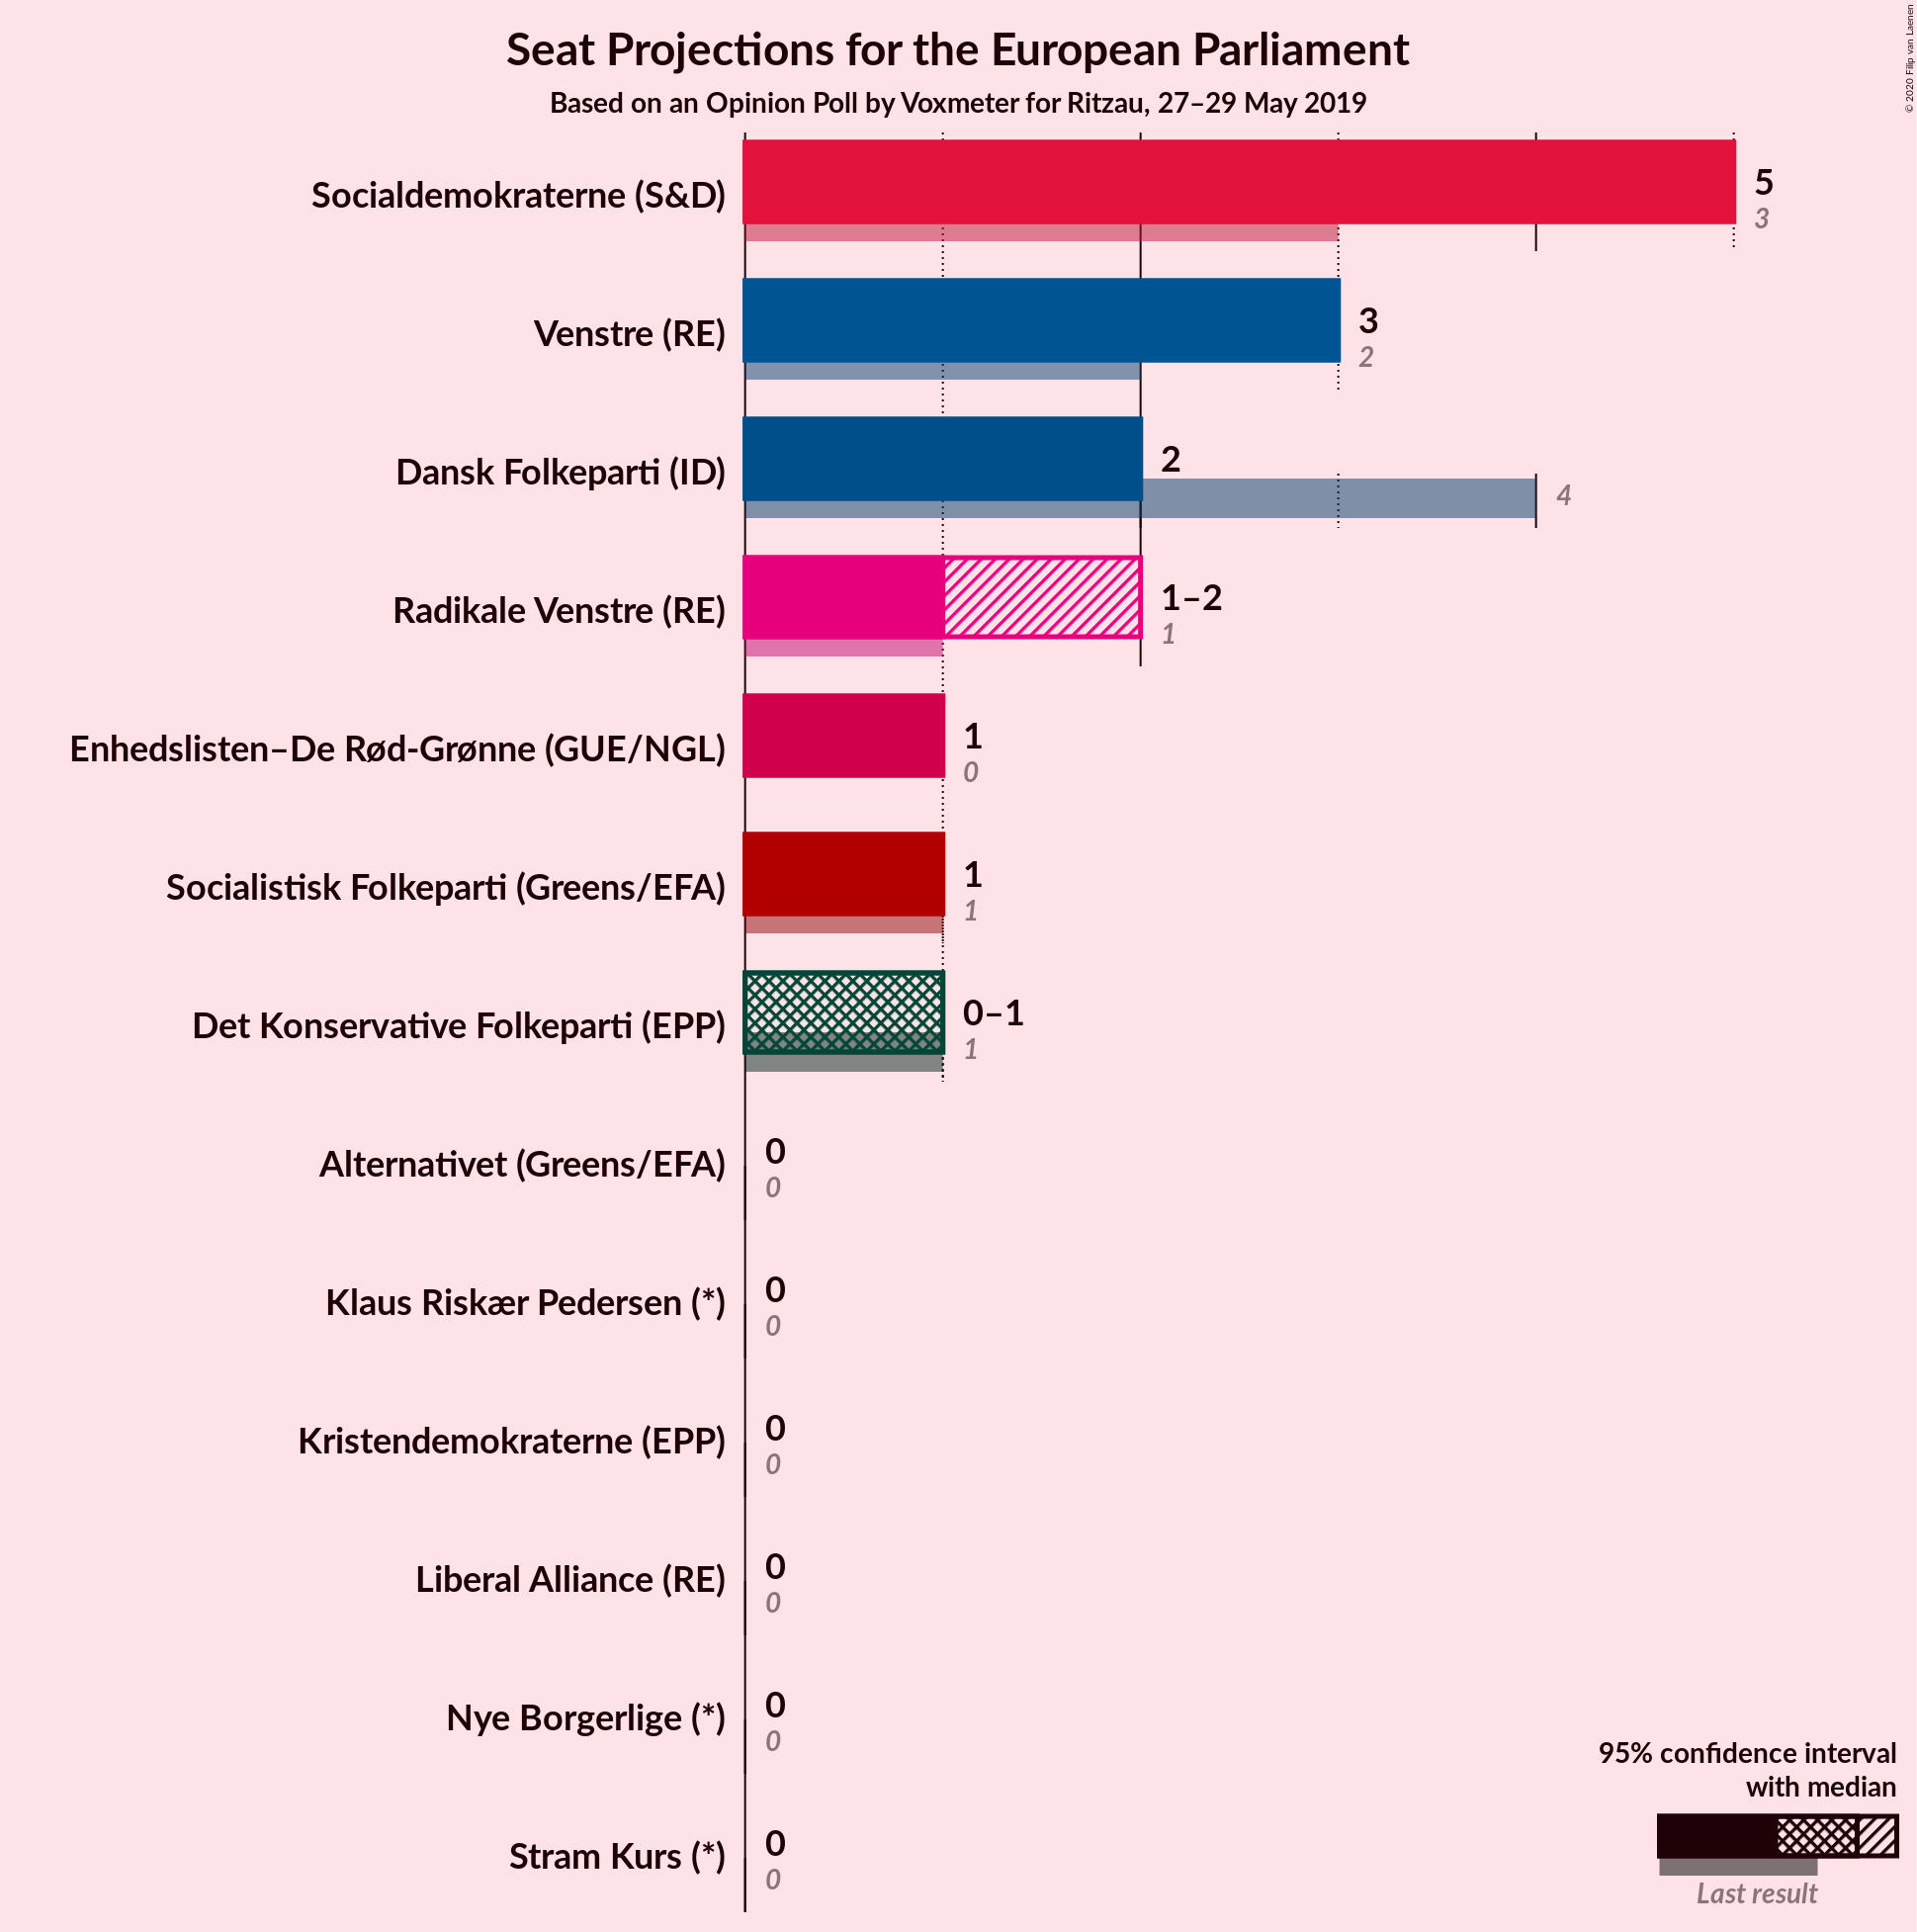 Seat Projections for the European Parliament
Based on an Opinion Poll by Voxmeter for Ritzau, 27–29 May 2019
© 2020 Filip van Laenen
Socialdemokraterne (S&D)
5
3
Venstre (RE)
3
2
Dansk Folkeparti (ID)
2
4
Radikale Venstre (RE)
1–2
1
Enhedslisten–De Rød-Grønne (GUE/NGL)
1
0
Socialistisk Folkeparti (Greens/EFA)
1
1
Det Konservative Folkeparti (EPP)
0–1
1
Alternativet (Greens/EFA)
0
0
Klaus Riskær Pedersen (*)
0
0
Kristendemokraterne (EPP)
0
0
Liberal Alliance (RE)
0
0
Nye Borgerlige (*)
0
0
Stram Kurs (*)
0
0
95% confidence interval
with median
Last result